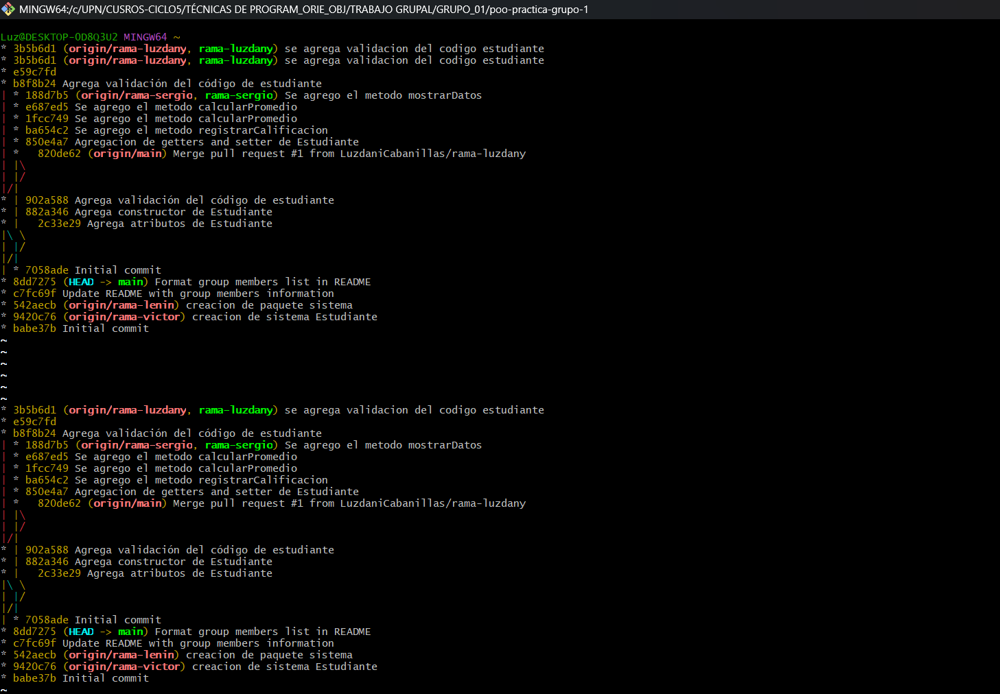 MINGW64:/c/UPN/CUSROS-CICLO5/TÉCNICAS DE PROGRAM_ORIE_OBJ/TRABAJO GRUPAL/GRUPO_01/poo-practica-grupo-1
Luz@DESKTOP-OD8Q3U2 MINGW64 ~
* 3b5b6d1 (origin/rama-luzdany, rama-luzdany) se agrega validacion del codigo estudiante
* 3b5b6d1 (origin/rama-luzdany, rama-luzdany) se agrega validacion del codigo estudiante
* e59c7fd
* b8f8b24 Agrega validación del código de estudiante
| * 188d7b5 (origin/rama-sergio, rama-sergio) Se agrego el metodo mostrarDatos
| * e687ed5 Se agrego el metodo calcularPromedio
| * 1fcc749 Se agrego el metodo calcularPromedio
| * ba654c2 Se agrego el metodo registrarCalificacion
| * 850e4a7 Agregacion de getters and setter de Estudiante
| *   820de62 (origin/main) Merge pull request #1 from LuzdaniCabanillas/rama-luzdany
| |\
| |/
|/|
* | 902a588 Agrega validación del código de estudiante
* | 882a346 Agrega constructor de Estudiante
* |   2c33e29 Agrega atributos de Estudiante
|\ \
| |/
|/|
| * 7058ade Initial commit
* 8dd7275 (HEAD -> main) Format group members list in README
* c7fc69f Update README with group members information
* 542aecb (origin/rama-lenin) creacion de paquete sistema
* 9420c76 (origin/rama-victor) creacion de sistema Estudiante
* babe37b Initial commit
~
~
~
~
~
~
* 3b5b6d1 (origin/rama-luzdany, rama-luzdany) se agrega validacion del codigo estudiante
* e59c7fd
* b8f8b24 Agrega validación del código de estudiante
| * 188d7b5 (origin/rama-sergio, rama-sergio) Se agrego el metodo mostrarDatos
| * e687ed5 Se agrego el metodo calcularPromedio
| * 1fcc749 Se agrego el metodo calcularPromedio
| * ba654c2 Se agrego el metodo registrarCalificacion
| * 850e4a7 Agregacion de getters and setter de Estudiante
| *   820de62 (origin/main) Merge pull request #1 from LuzdaniCabanillas/rama-luzdany
| |\
| |/
|/|
* | 902a588 Agrega validación del código de estudiante
* | 882a346 Agrega constructor de Estudiante
* |   2c33e29 Agrega atributos de Estudiante
|\ \
| |/
|/|
| * 7058ade Initial commit
* 8dd7275 (HEAD -> main) Format group members list in README
* c7fc69f Update README with group members information
* 542aecb (origin/rama-lenin) creacion de paquete sistema
* 9420c76 (origin/rama-victor) creacion de sistema Estudiante
* babe37b Initial commit
~